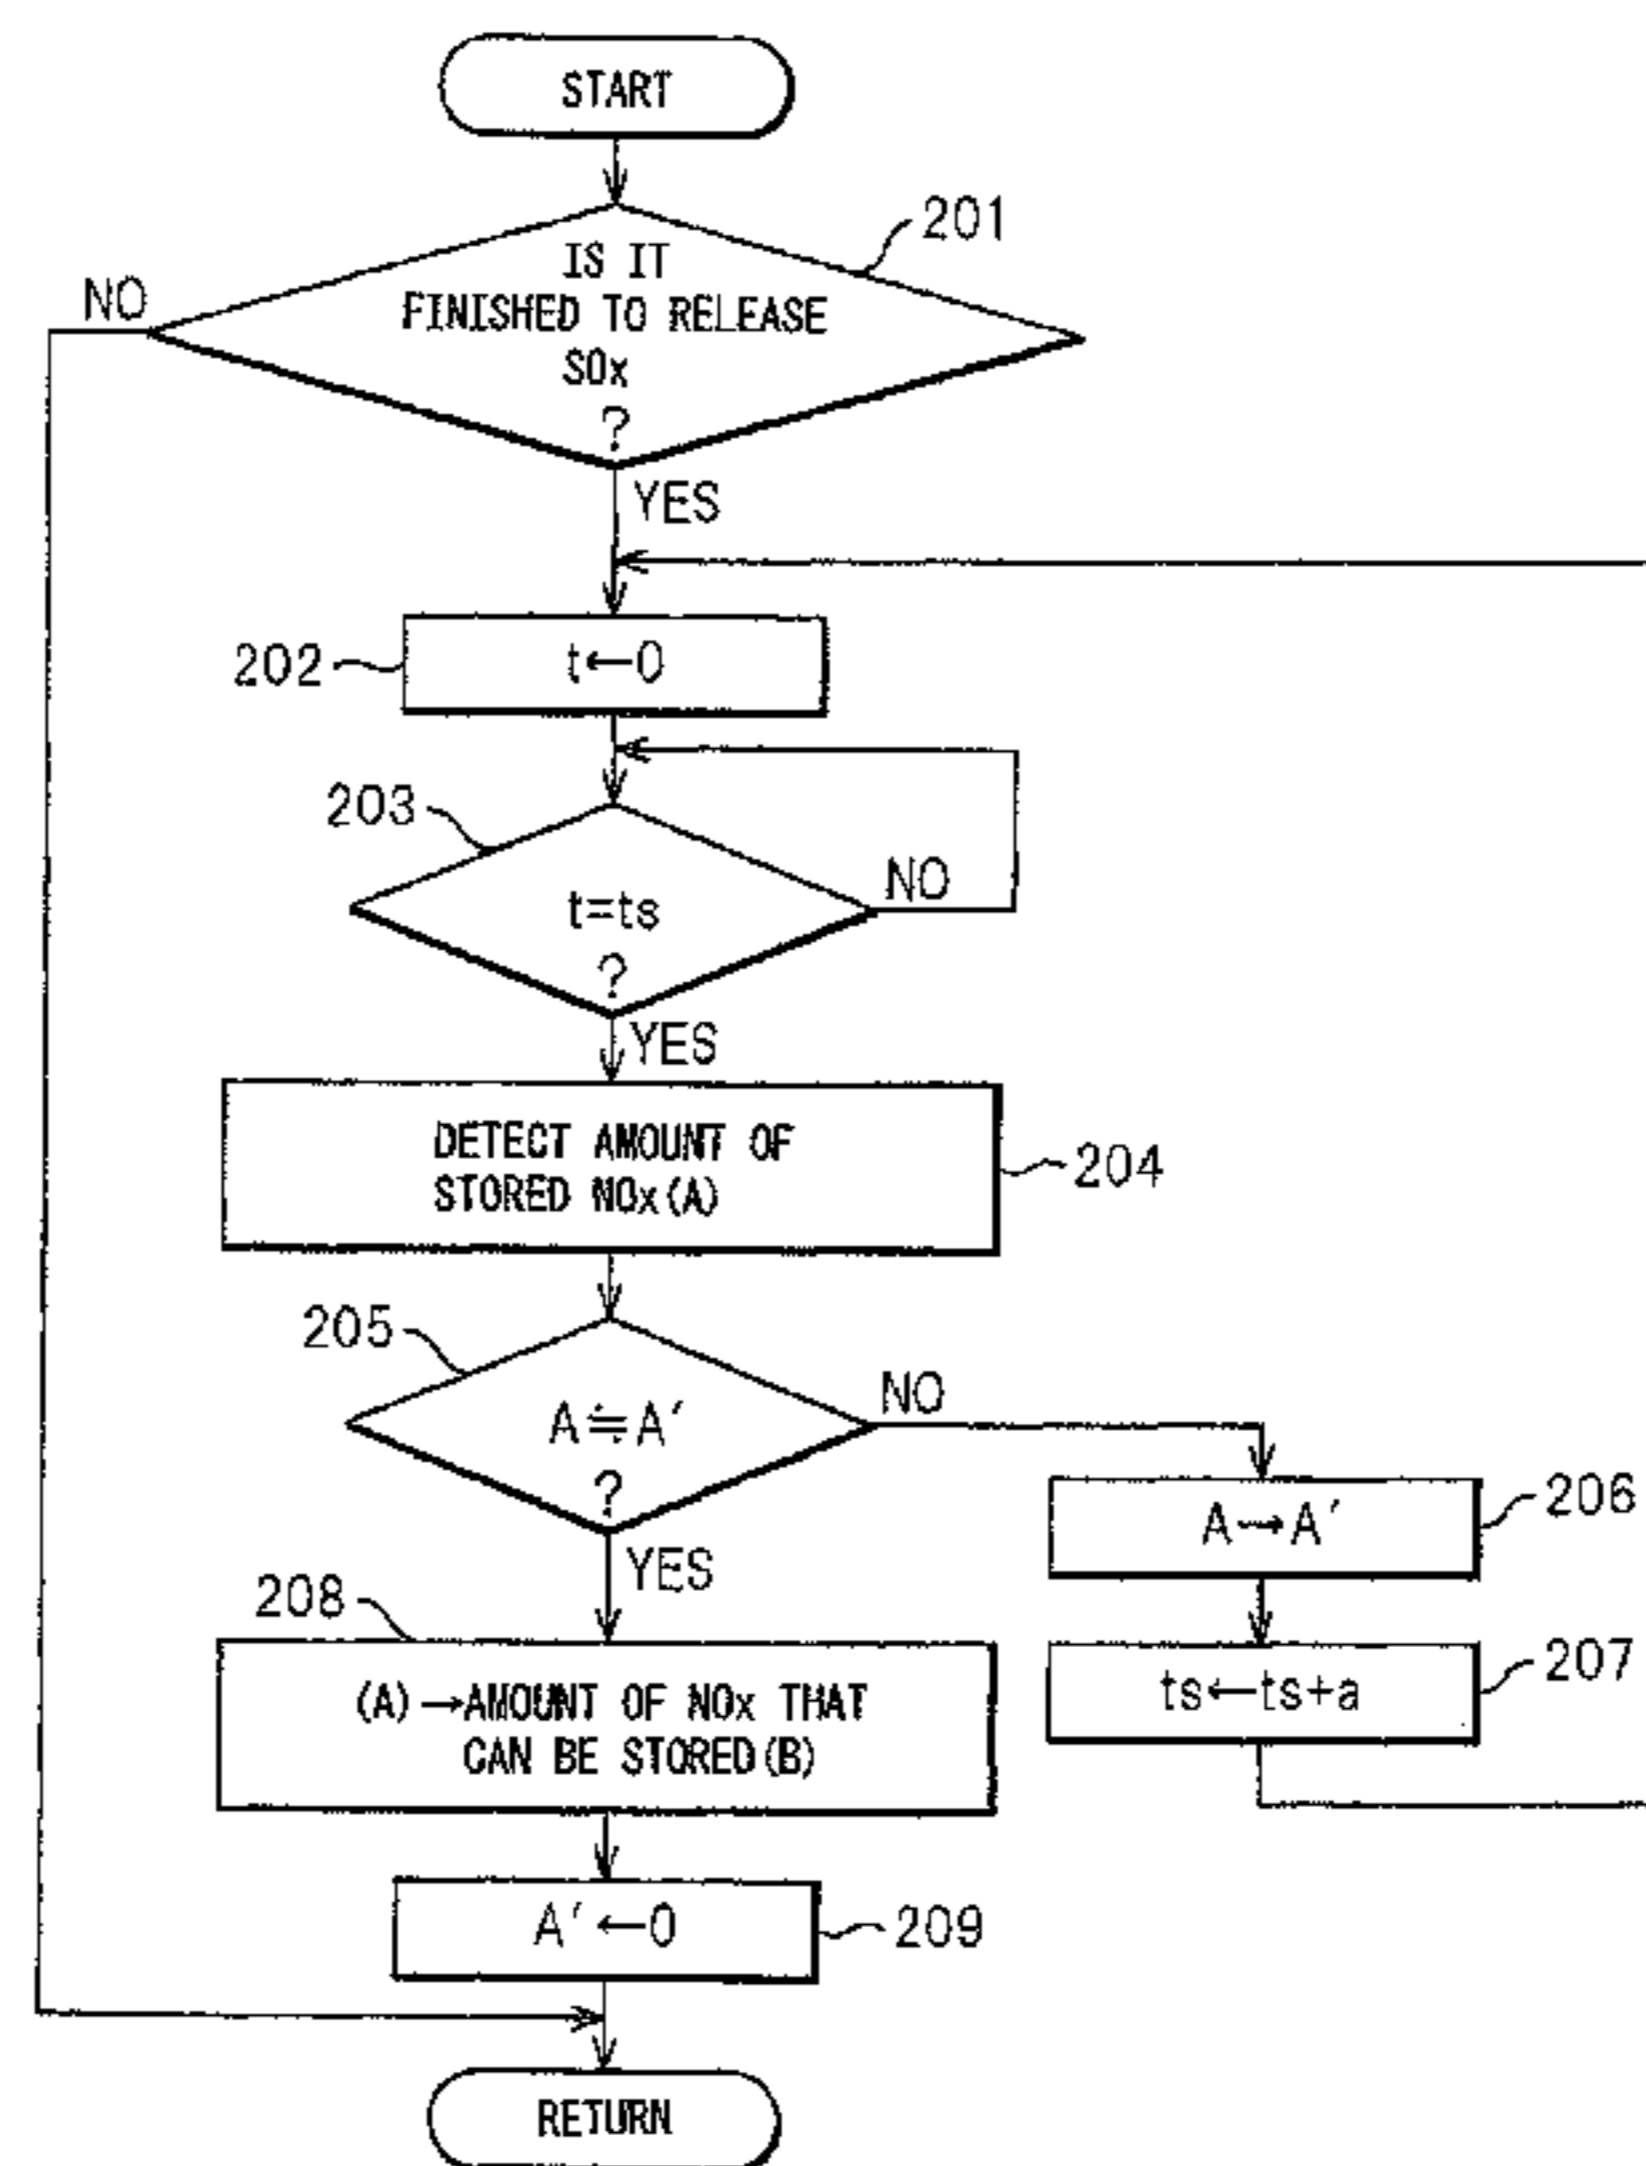 START
201
IS IT
FINISHED TO RELEASE
SOx
?
NO
YES
202
t←0
203
t=ts
?
NO
YES
DETECT AMOUNT OF
STORED NOx(A)
204
205
A≒A′
?
NO
YES
206
A→A′
207
ts←ts+a
208
(A)→AMOUNT OF NOx THAT
CAN BE STORED(B)
A′←0
209
RETURN